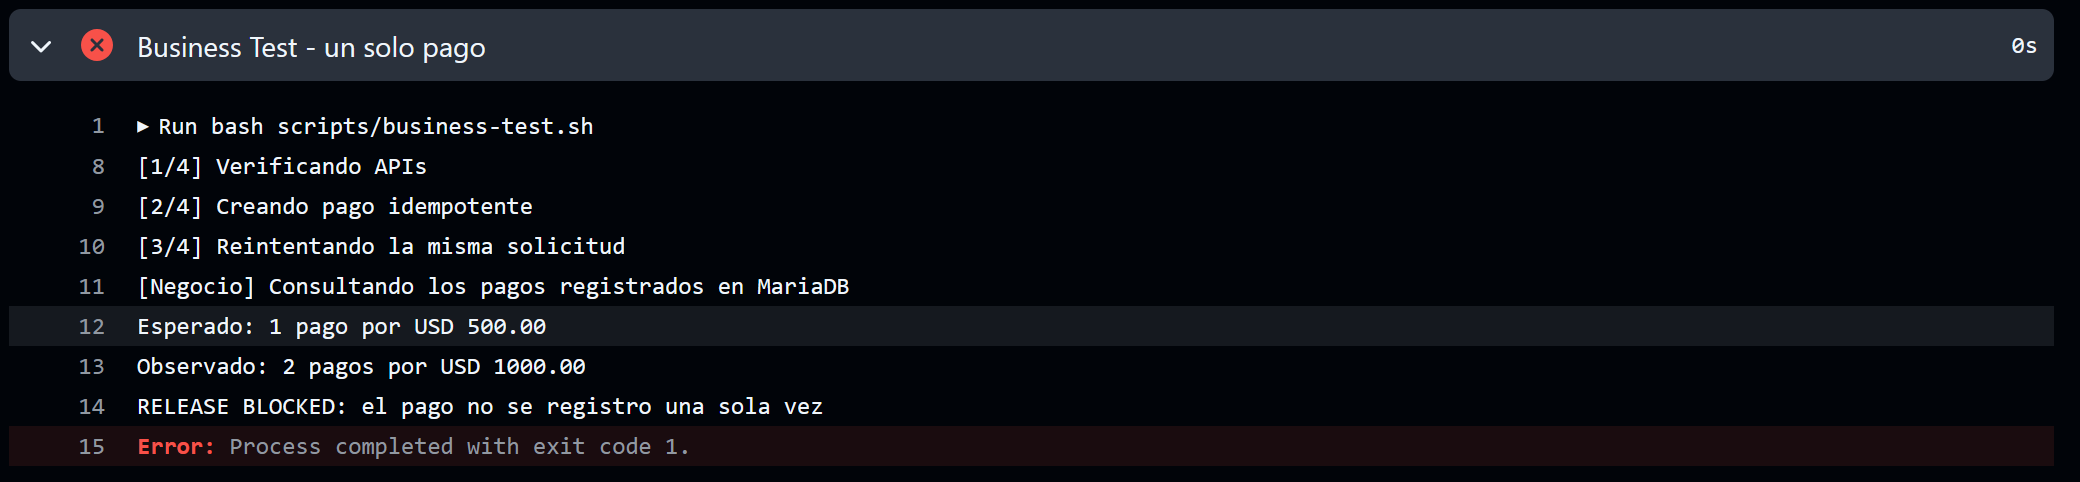 Business Test - un solo pago 0s
1 ▶ Run bash scripts/business-test.sh
8 [1/4] Verificando APIs
9 [2/4] Creando pago idempotente
10 [3/4] Reintentando la misma solicitud
11 [Negocio] Consultando los pagos registrados en MariaDB
12 Esperado: 1 pago por USD 500.00
13 Observado: 2 pagos por USD 1000.00
14 RELEASE BLOCKED: el pago no se registro una sola vez
15 Error: Process completed with exit code 1.